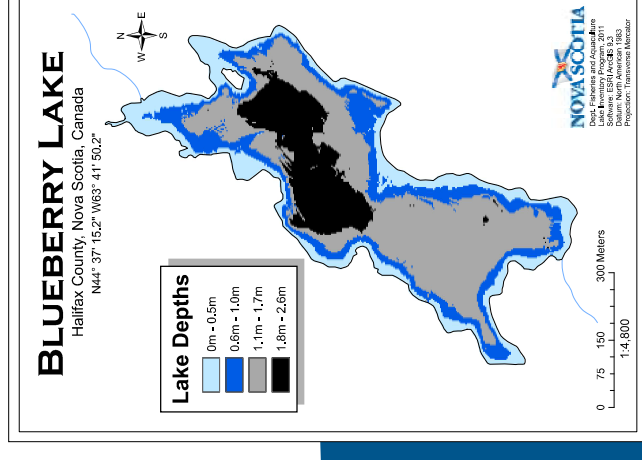 BLUEBERRY LAKE
Halifax County, Nova Scotia, Canada
N44° 37' 15.2" W63° 41' 50.2"
N
E
S
W
Lake Depths
0m - 0.5m
0.6m - 1.0m
1.1m - 1.7m
1.8m - 2.6m
0 75 150 300 Meters
1:4,800
NOVA SCOTIA
Dept. Fisheries and Aquaculture
Lake Inventory Program, 2011
Software: ESRI ArcGIS 9.3
Datum: North American 1983
Projection: Transverse Mercator